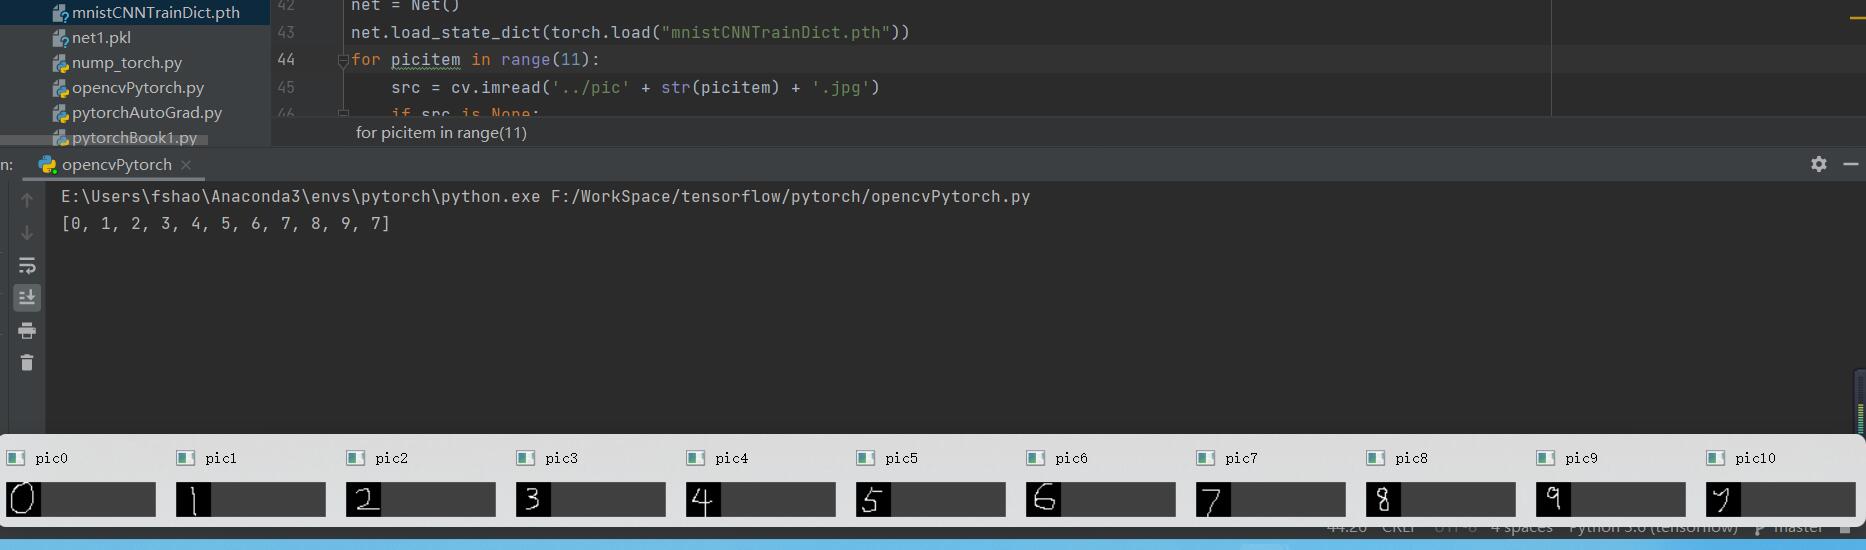 mnistCNNTrainDict.pth
net1.pkl
nump_torch.py
opencvPytorch.py
pytorchAutoGrad.py
pytorchBook1.py
42 net = Net()
43 net.load_state_dict(torch.load("mnistCNNTrainDict.pth"))
44 for picitem in range(11):
45 src = cv.imread('../pic' + str(picitem) + '.jpg')
46 if src is None:
for picitem in range(11)
n: opencvPytorch
E:\Users\fshao\Anaconda3\envs\pytorch\python.exe F:/WorkSpace/tensorflow/pytorch/opencvPytorch.py
[0, 1, 2, 3, 4, 5, 6, 7, 8, 9, 7]
pic0 pic1 pic2 pic3 pic4 pic5 pic6 pic7 pic8 pic9 pic10
0 1 2 3 4 5 6 7 8 9 7
44:26 CRLF UTF-8 4 spaces Python 3.6 (tensorflow) master